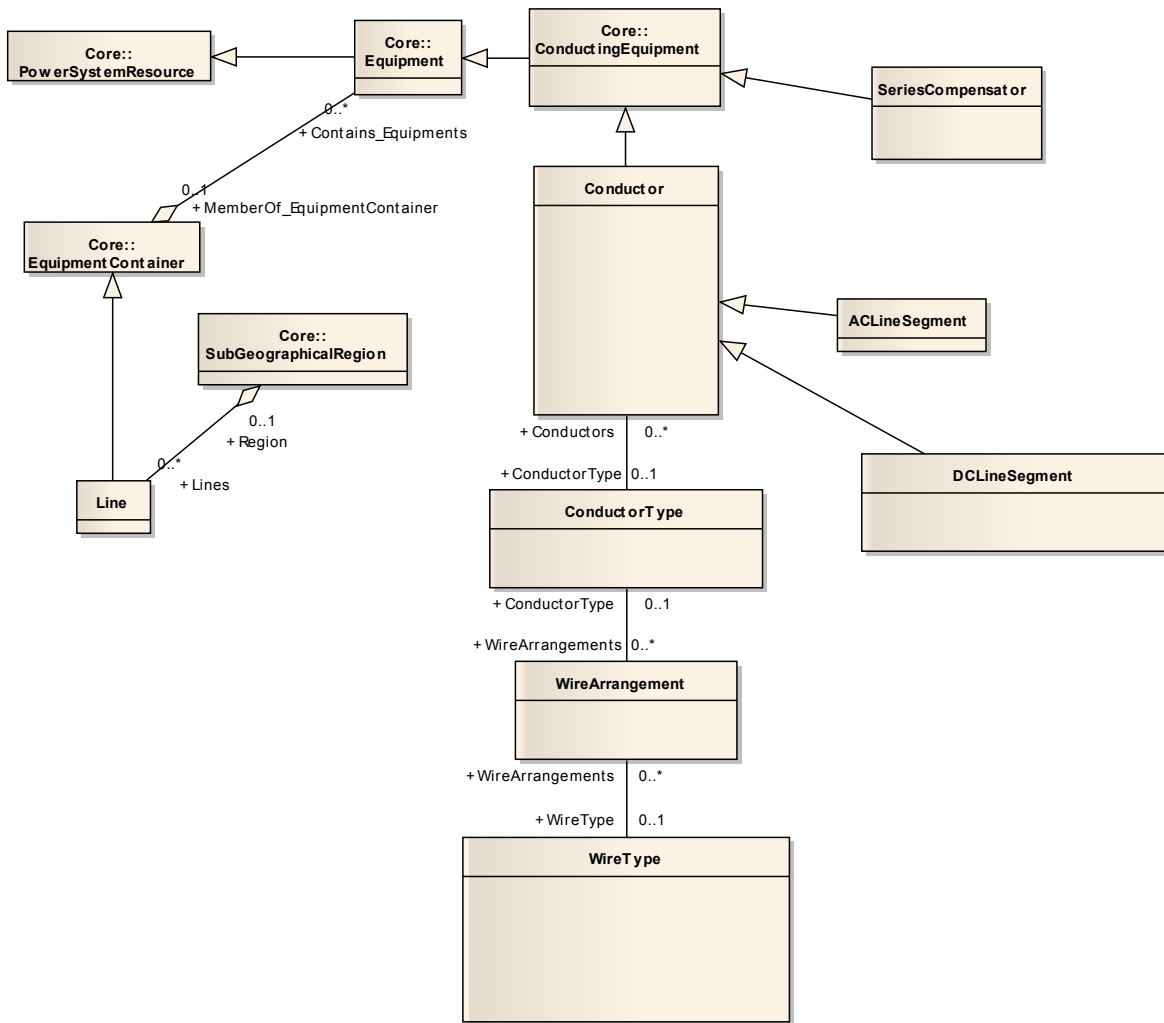 Core::
PowerSystemResource
Core::
Equipment
Core::
ConductingEquipment
SeriesCompensator
0..*
+ Contains_Equipments
0..1
+ MemberOf_EquipmentContainer
Conductor
Core::
EquipmentContainer
Core::
SubGeographicalRegion
ACLineSegment
0..1
+ Region
0..*
+ Lines
Line
+ Conductors 0..*
+ ConductorType 0..1
DCLineSegment
ConductorType
+ ConductorType 0..1
+ WireArrangements 0..*
WireArrangement
+ WireArrangements 0..*
+ WireType 0..1
WireType